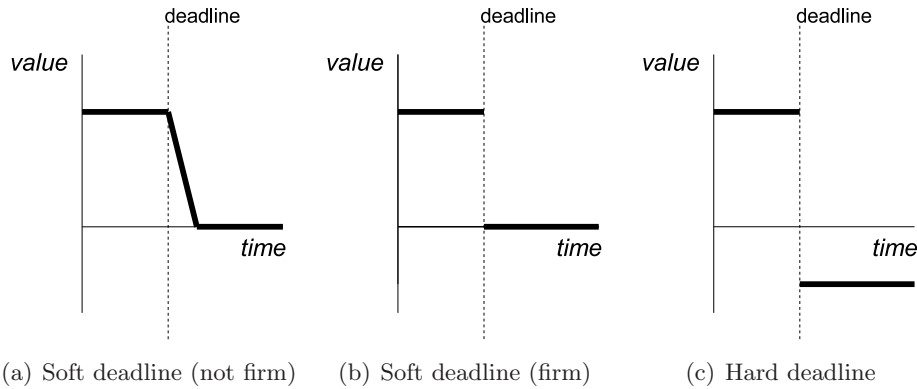 deadline
value
time
(a) Soft deadline (not firm)
deadline
value
time
(b) Soft deadline (firm)
deadline
value
time
(c) Hard deadline